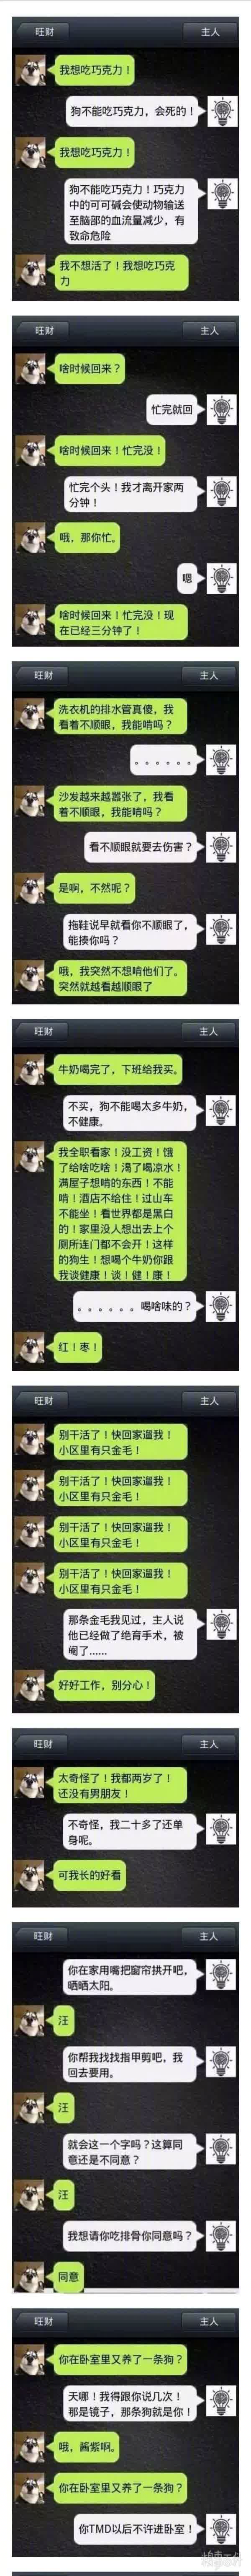 旺财
主人
我想吃巧克力！
狗不能吃巧克力，会死的！
我想吃巧克力！
狗不能吃巧克力！巧克力
中的可可碱会使动物输送
至脑部的血流量减少，有
致命危险
我不想活了！我想吃巧克
力
旺财
主人
啥时候回来？
忙完就回
啥时候回来！忙完没！
忙完个头！我才离开家两
分钟！
哦，那你忙。
嗯
啥时候回来！忙完没！现
在已经三分钟了！
旺财
主人
洗衣机的排水管真傻，我
看着不顺眼，我能啃吗？
。。。。。。
沙发越来越嚣张了，我看
着不顺眼，我能啃吗？
看不顺眼就要去伤害？
是啊，不然呢？
拖鞋说早就看你不顺眼了，
能揍你吗？
哦，我突然不想啃他们了。
突然就越看越顺眼了
旺财
主人
牛奶喝完了，下班给我买。
不买，狗不能喝太多牛奶，
不健康。
我全职看家！没工资！饿
了给啥吃啥！渴了喝凉水！
满屋子想啃的东西！不能
啃！酒店不给住！过山车
不能坐！看世界都是黑白
的！家里没人想出去上个
厕所连门都不会开！这样
的狗生！想喝个牛奶你跟
我谈健康！谈！健！康！
。。。。。。喝啥味的？
红！枣！
旺财
主人
别干活了！快回家遛我！
小区里有只金毛！
别干活了！快回家遛我！
小区里有只金毛！
别干活了！快回家遛我！
小区里有只金毛！
别干活了！快回家遛我！
小区里有只金毛！
那条金毛我见过，主人说
他已经做了绝育手术，被
阉了......
好好工作，别分心！
旺财
主人
太奇怪了！我都两岁了！
还没有男朋友！
不奇怪，我二十多了还单
身呢。
可我长的好看
旺财
主人
你在家用嘴把窗帘拱开吧，
晒晒太阳。
汪
你帮我找找指甲剪吧，我
回去要用。
汪
就会这一个字吗？这算同
意还是不同意？
汪
我想请你吃排骨你同意吗？
同意
旺财
主人
你在卧室里又养了一条狗？
天哪！我得跟你说几次！
那是镜子，那条狗就是你！
哦，酱紫啊。
你在卧室里又养了一条狗？
你TMD以后不许进卧室！